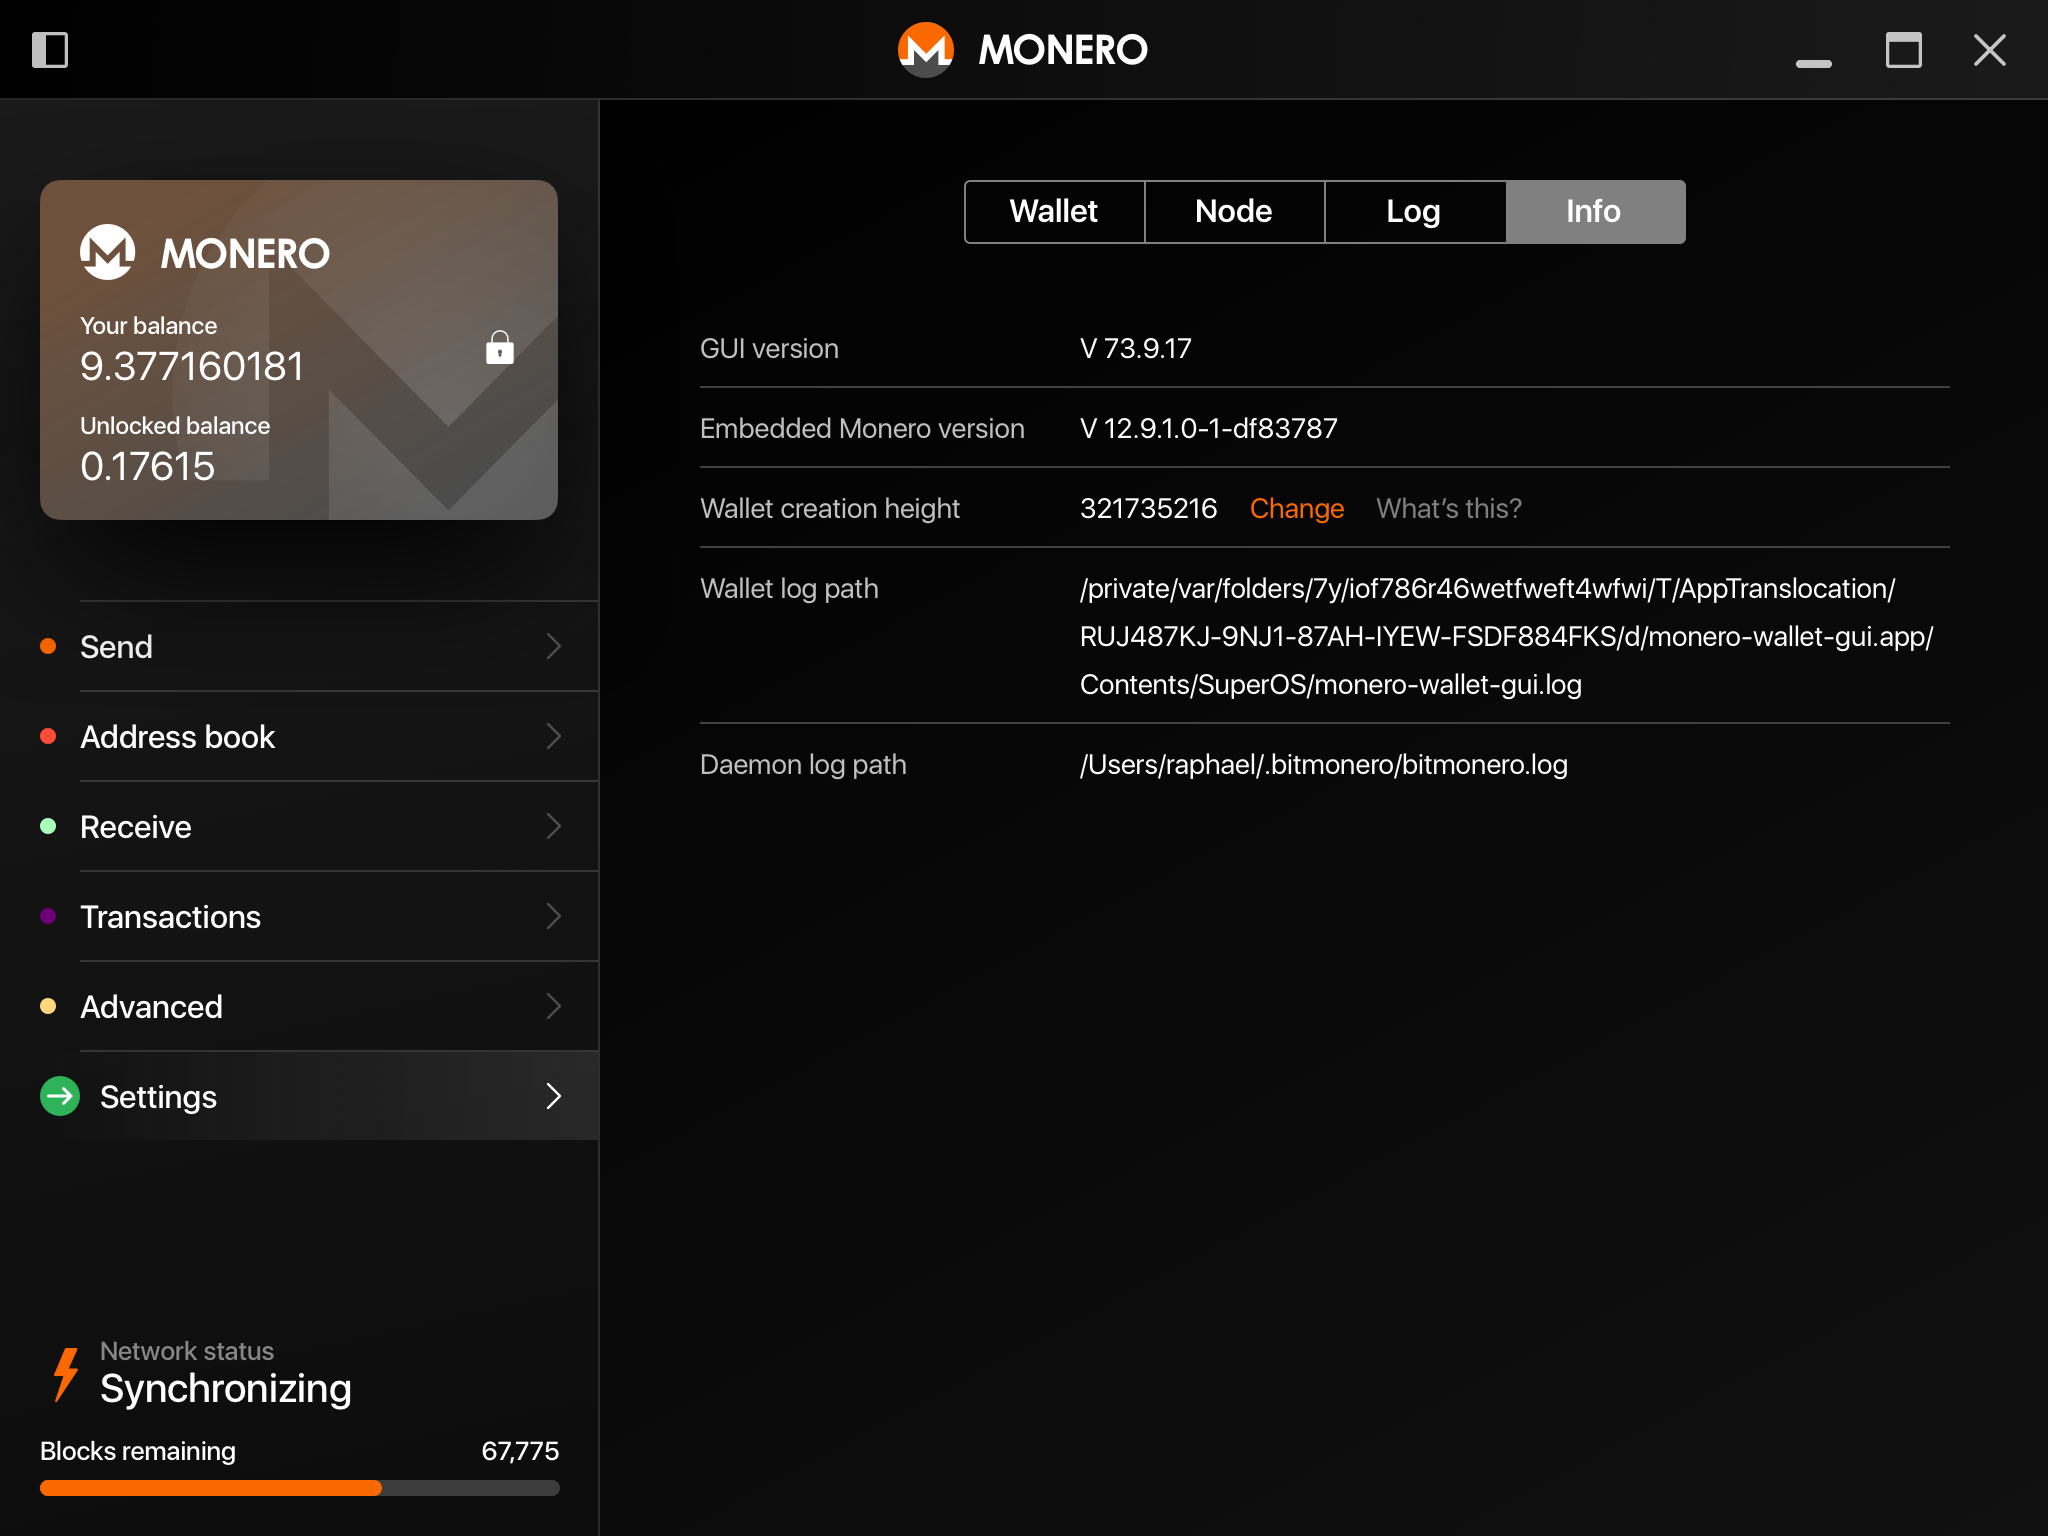 MONERO
MONERO
Your balance
9.377160181
Unlocked balance
0.17615
Send
Address book
Receive
Transactions
Advanced
Settings
Network status
Synchronizing
Blocks remaining 67,775
Wallet Node Log Info
GUI version V 73.9.17
Embedded Monero version V 12.9.1.0-1-df83787
Wallet creation height 321735216 Change What’s this?
Wallet log path /private/var/folders/7y/iof786r46wetfweft4wfwi/T/AppTranslocation/
RUJ487KJ-9NJ1-87AH-IYEW-FSDF884FKS/d/monero-wallet-gui.app/
Contents/SuperOS/monero-wallet-gui.log
Daemon log path /Users/raphael/.bitmonero/bitmonero.log